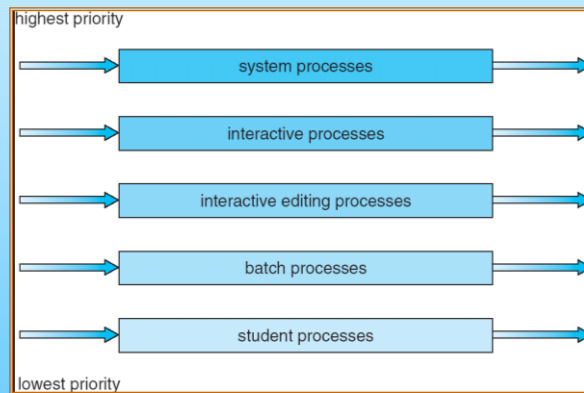 highest priority
system processes
interactive processes
interactive editing processes
batch processes
student processes
lowest priority